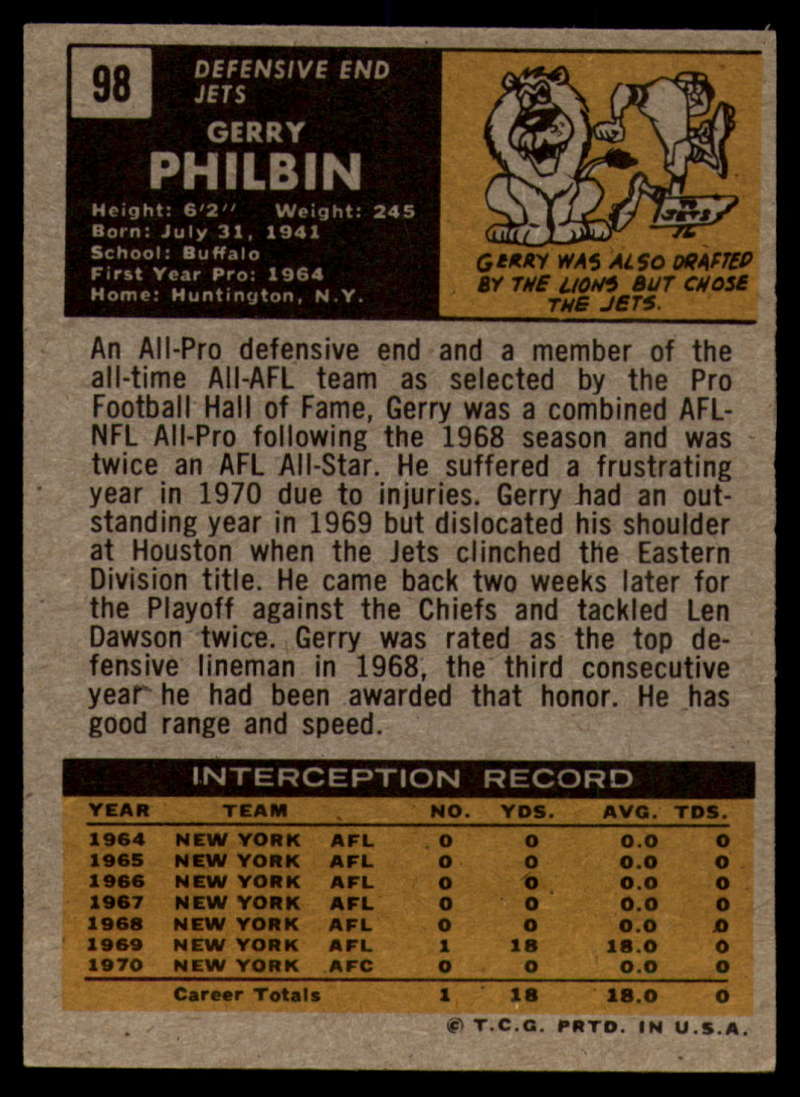 98
DEFENSIVE END
JETS
GERRY
PHILBIN
Height: 6'2" Weight: 245
Born: July 31, 1941
School: Buffalo
First Year Pro: 1964
Home: Huntington, N.Y.
TO
JETS
GERRY WAS ALSO DRAFTED
BY THE LIONS BUT CHOSE
THE JETS.
An All-Pro defensive end and a member of the
all-time All-AFL team as selected by the Pro
Football Hall of Fame, Gerry was a combined AFL-
NFL All-Pro following the 1968 season and was
twice an AFL All-Star. He suffered a frustrating
year in 1970 due to injuries. Gerry had an out-
standing year in 1969 but dislocated his shoulder
at Houston when the Jets clinched the Eastern
Division title. He came back two weeks later for
the Playoff against the Chiefs and tackled Len
Dawson twice. Gerry was rated as the top de-
fensive lineman in 1968, the third consecutive
year he had been awarded that honor. He has
good range and speed.
INTERCEPTION RECORD
YEAR TEAM NO. YDS. AVG. TDS.
1964 NEW YORK AFL 0 0 0.0 0
1965 NEW YORK AFL 0 0 0.0 0
1966 NEW YORK AFL 0 0 0.0 0
1967 NEW YORK AFL 0 0 0.0 0
1968 NEW YORK AFL 0 0 0.0 0
1969 NEW YORK AFL 1 18 18.0 0
1970 NEW YORK AFC 0 0 0.0 0
Career Totals 1 18 18.0 0
© T.C.G. PRTD. IN U.S.A.